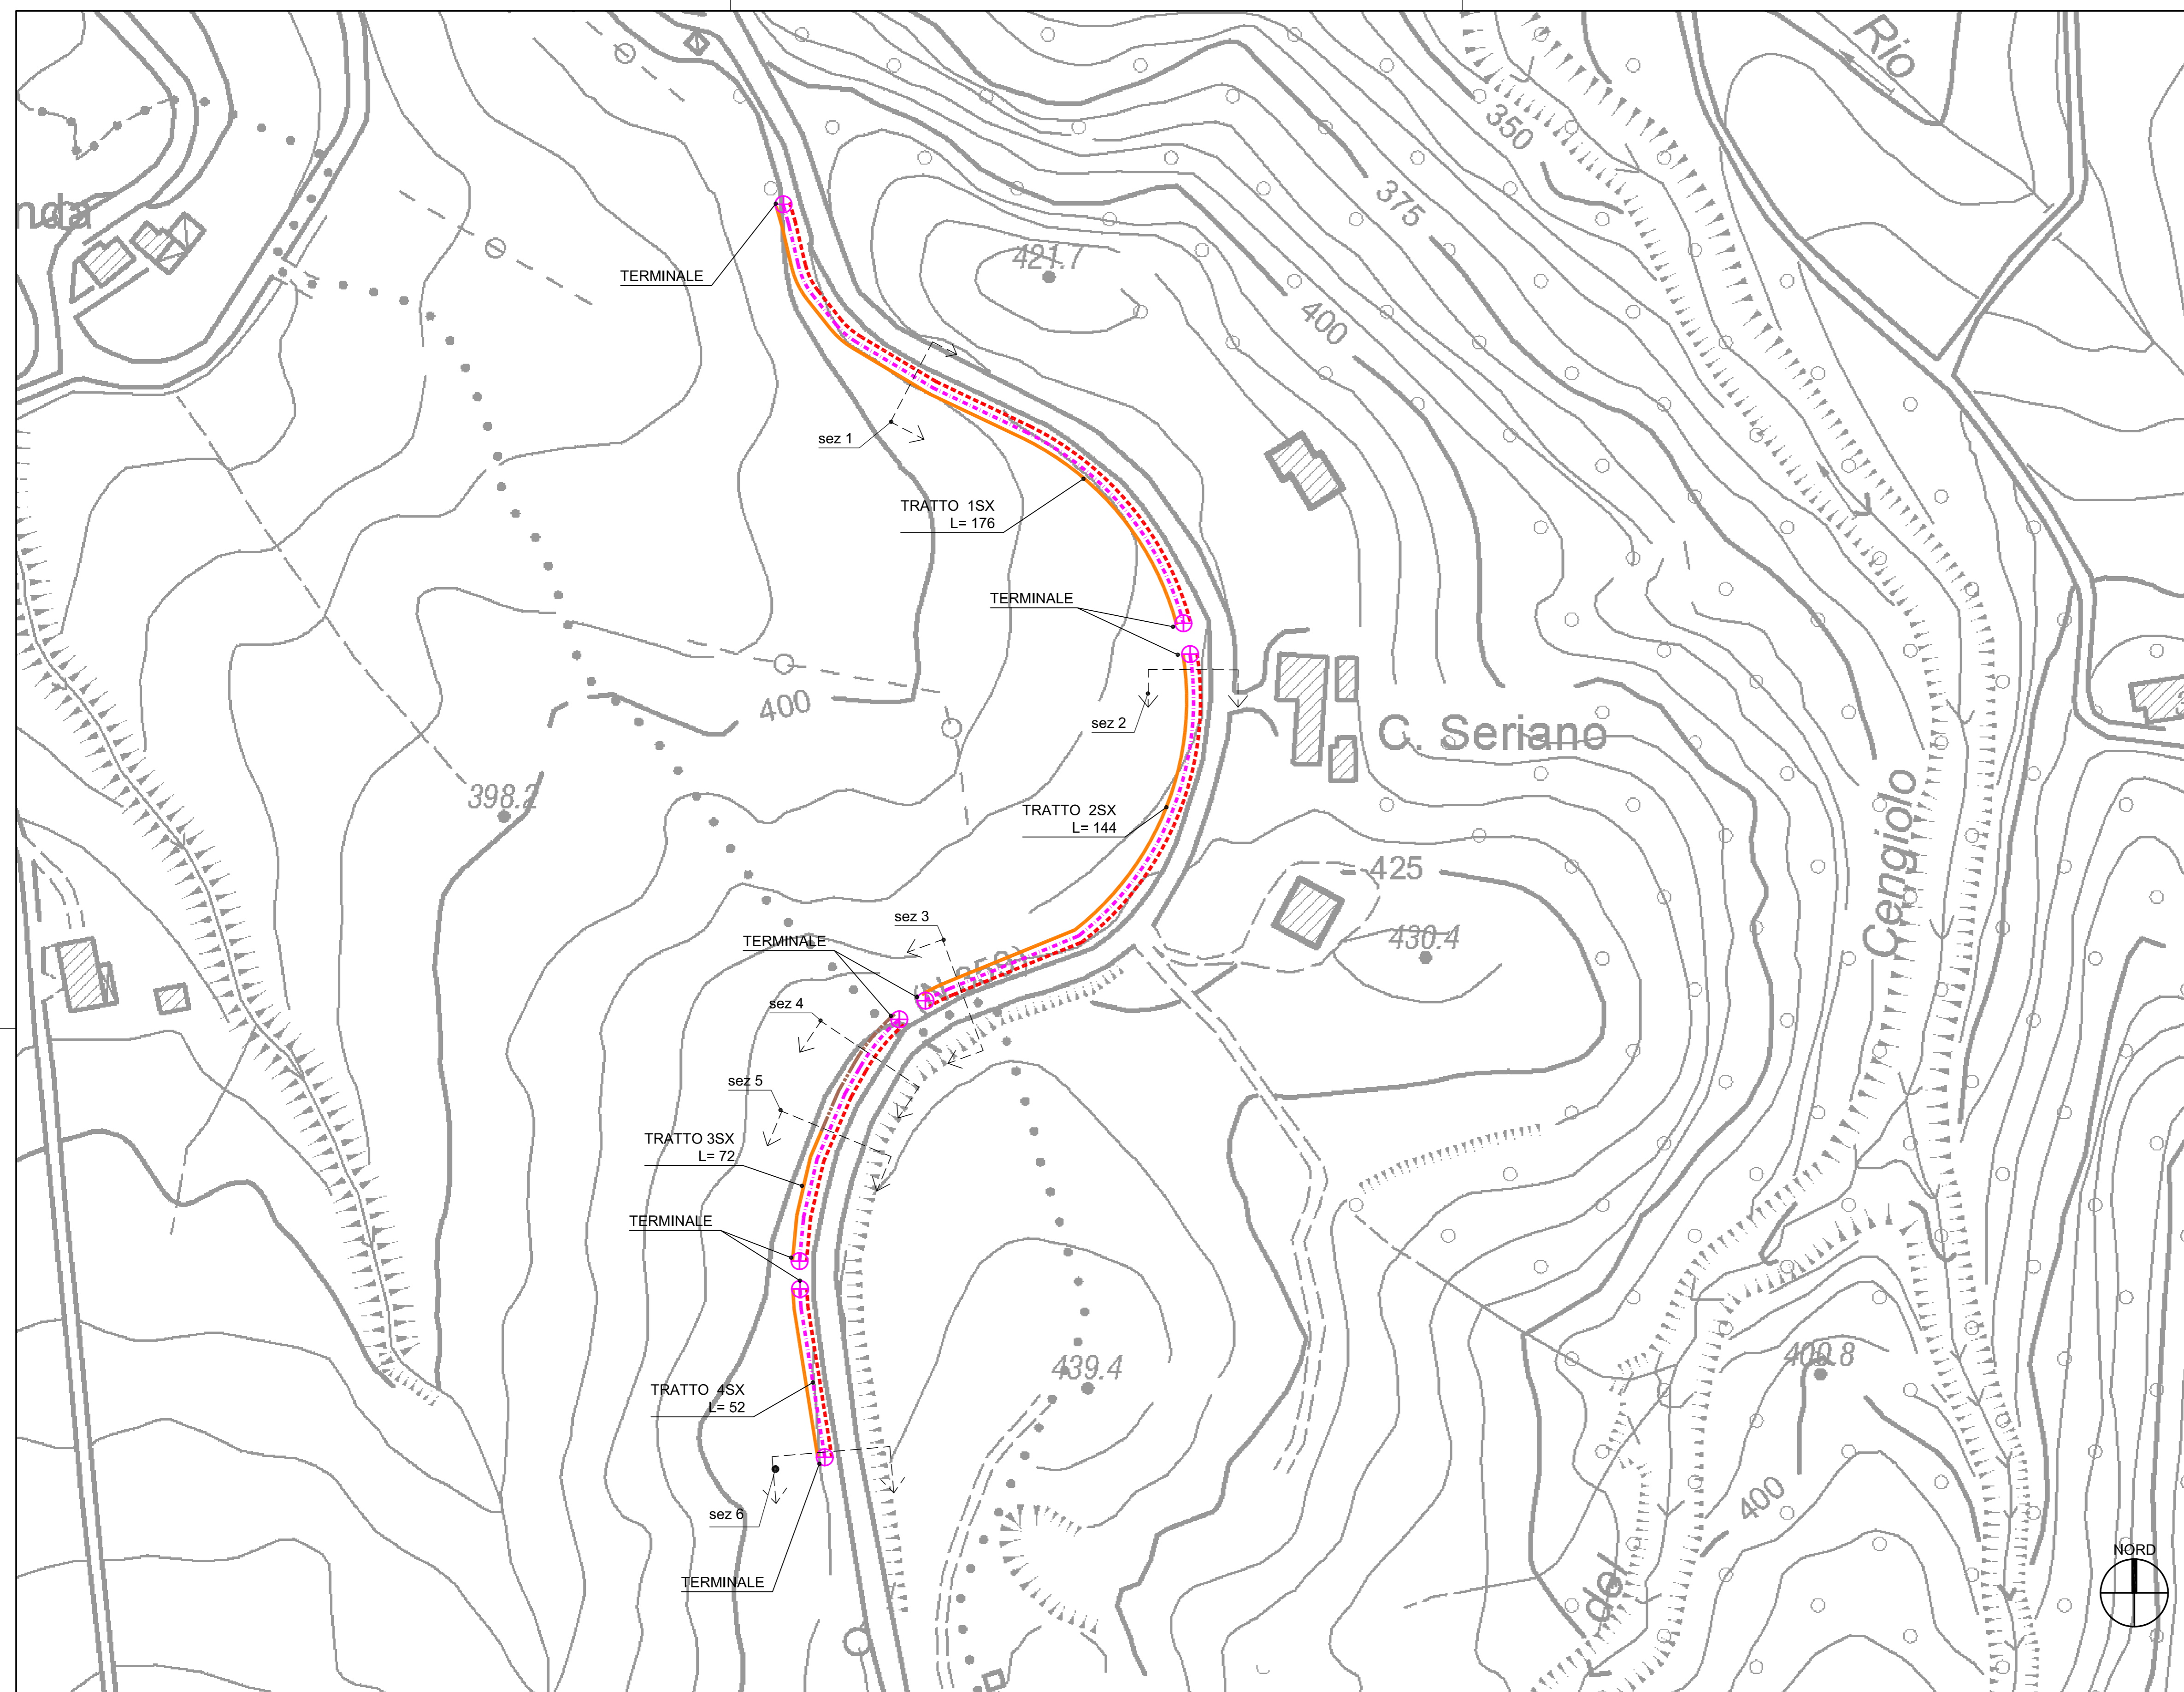 Rio
350
nda
375
421.7
TERMINALE
400
sez 1
TRATTO 1SX
L= 176
TERMINALE
400
sez 2
C. Seriano
398.2
TRATTO 2SX
L= 144
Cengiolo
425
sez 3
TERMINALE
430.4
sez 4
sez 5
TRATTO 3SX
L= 72
TERMINALE
439.4
409.8
TRATTO 4SX
L= 52
400
sez 6
NORD
TERMINALE
del